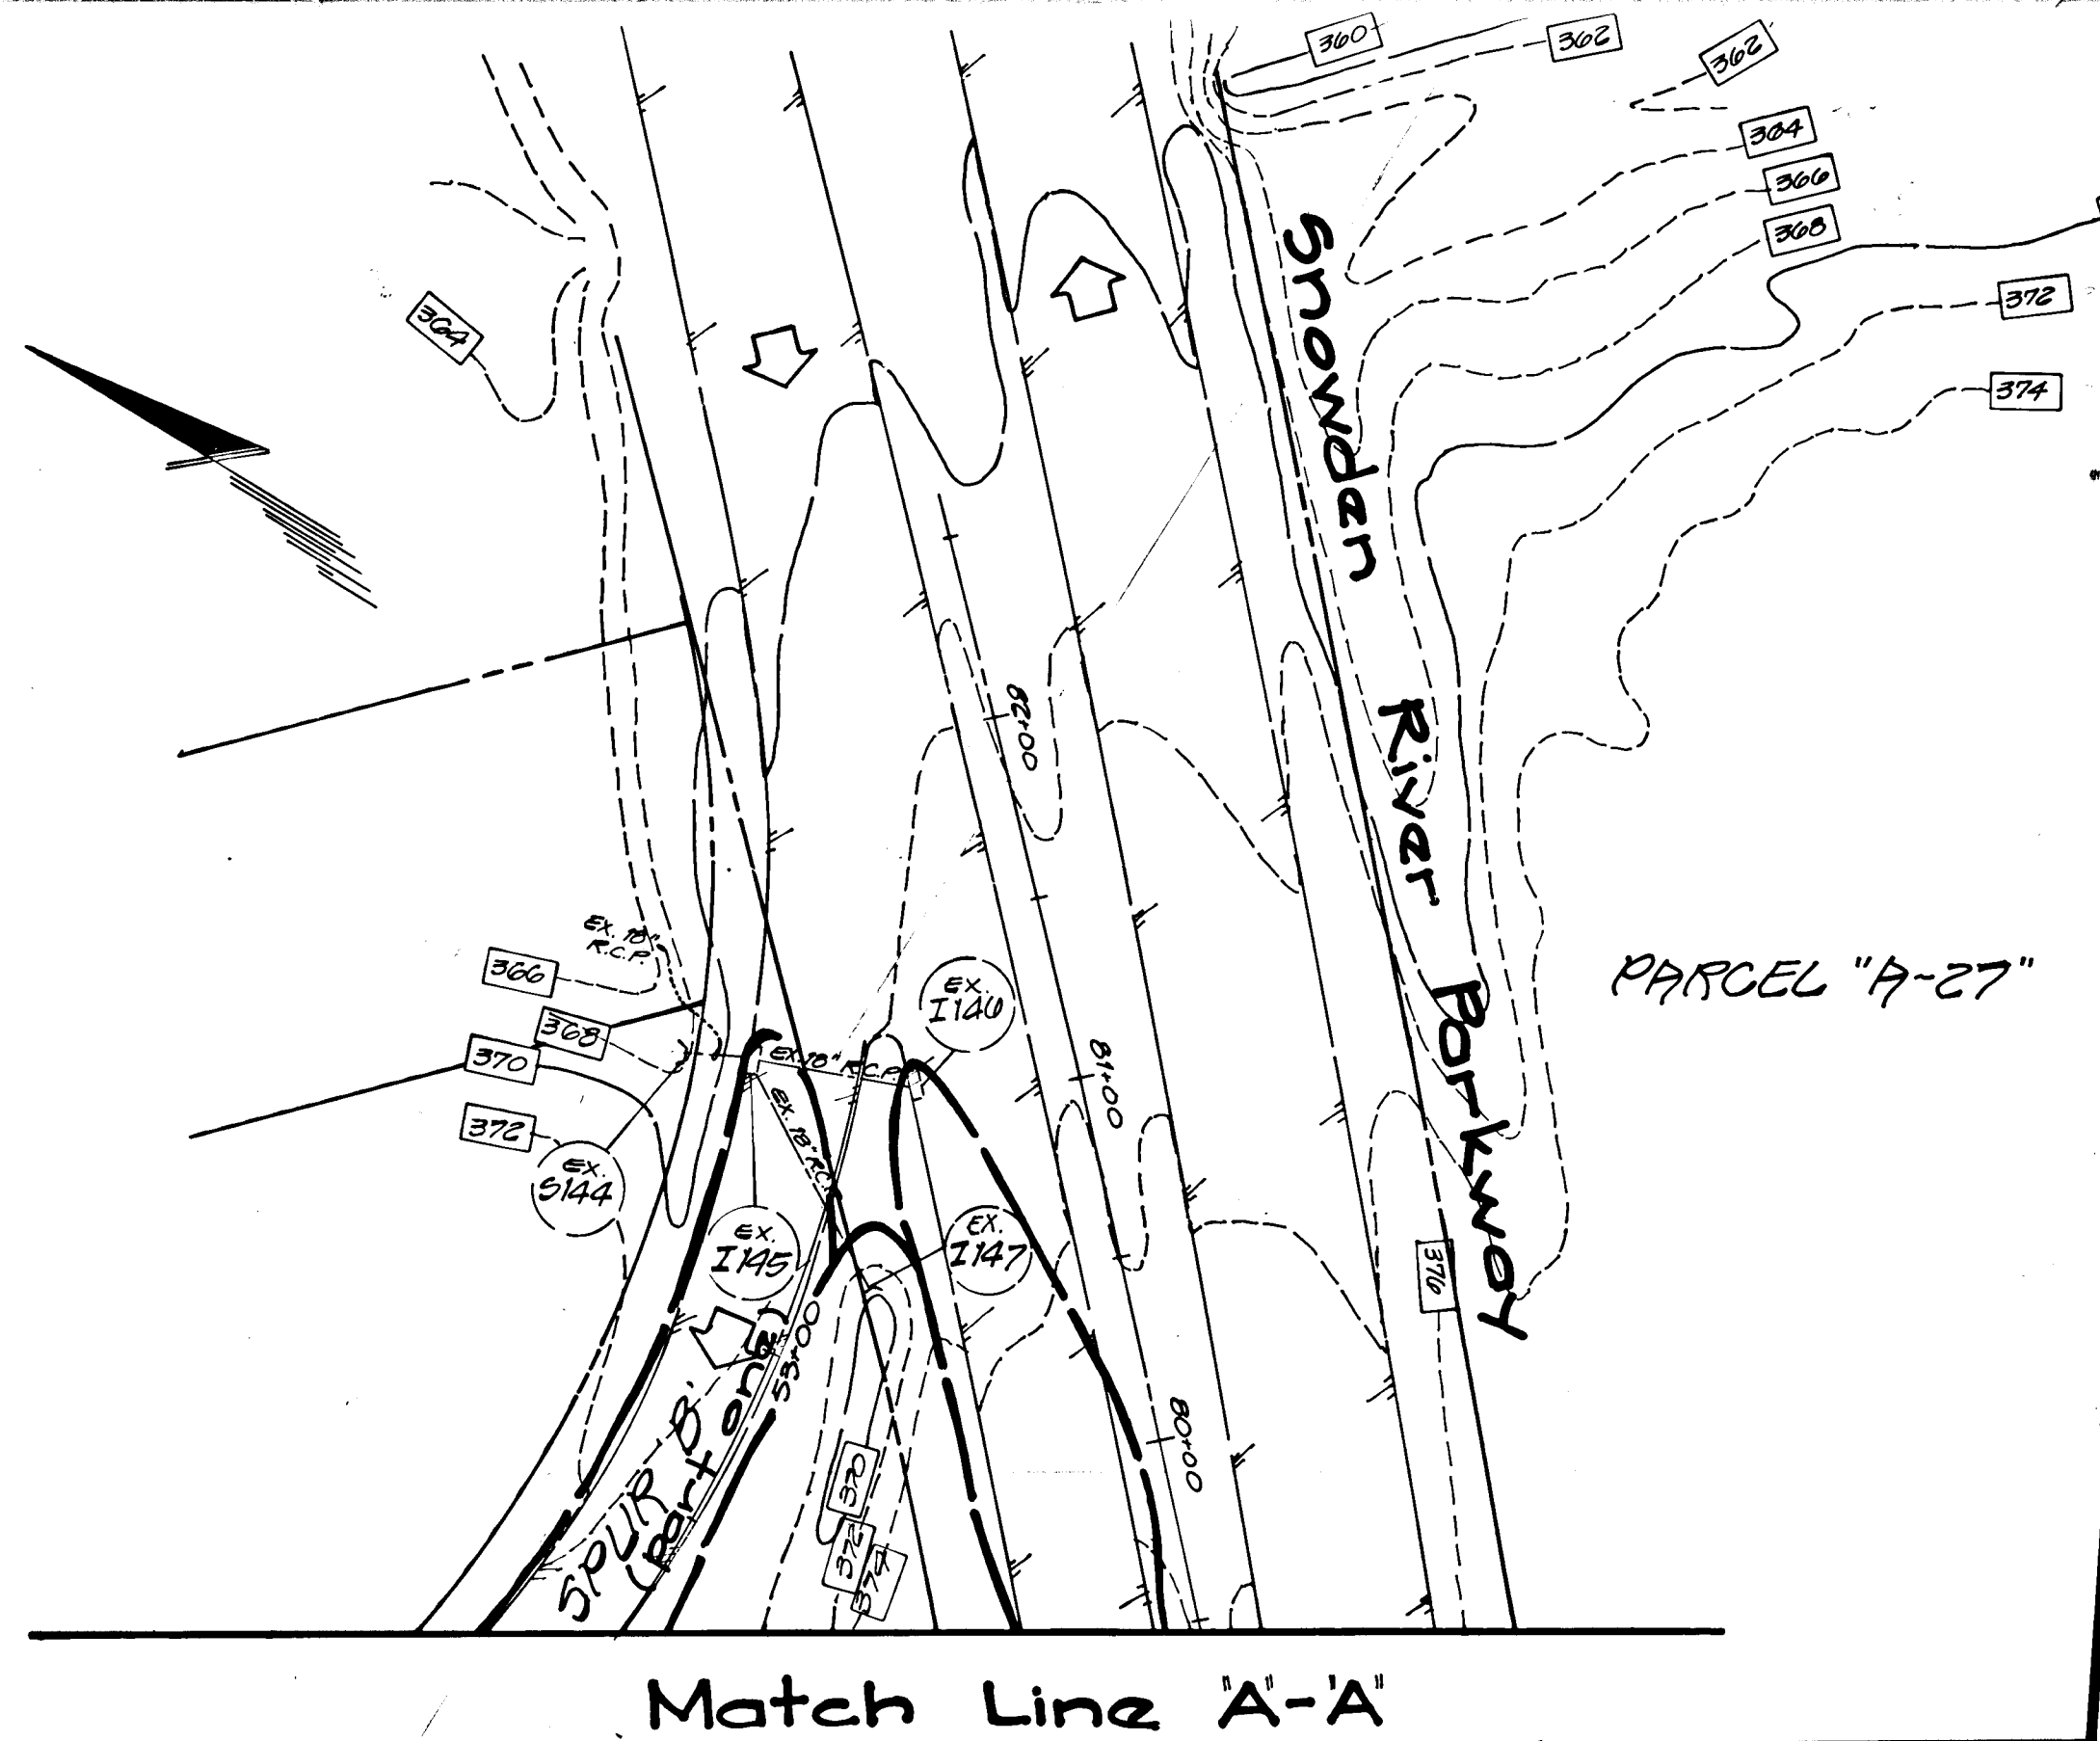 360
362
362
364
366
368
364
372
374
Snowden River Parkway
82+00
EX. 18"
R.C.P.
366
PARCEL "A-27"
EX.
I146
368
370
EX. 18" R.C.P.
81+00
372
EX. 18" R.C.P.
EX.
S144
EX.
I145
EX.
I147
376
53+00
SPUR 'B'
(Part one)
80+00
370
372
374
Match Line "A"-"A"